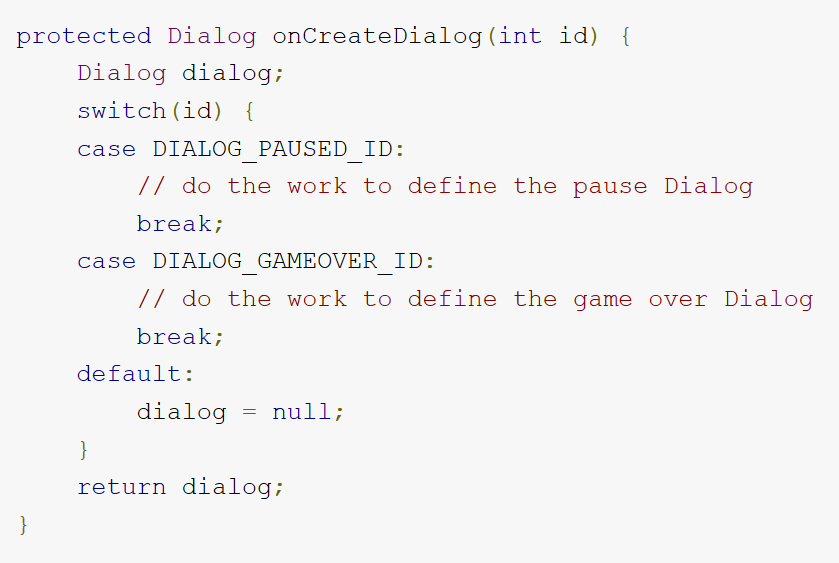 protected Dialog onCreateDialog(int id) {
    Dialog dialog;
    switch(id) {
    case DIALOG_PAUSED_ID:
        // do the work to define the pause Dialog
        break;
    case DIALOG_GAMEOVER_ID:
        // do the work to define the game over Dialog
        break;
    default:
        dialog = null;
    }
    return dialog;
}